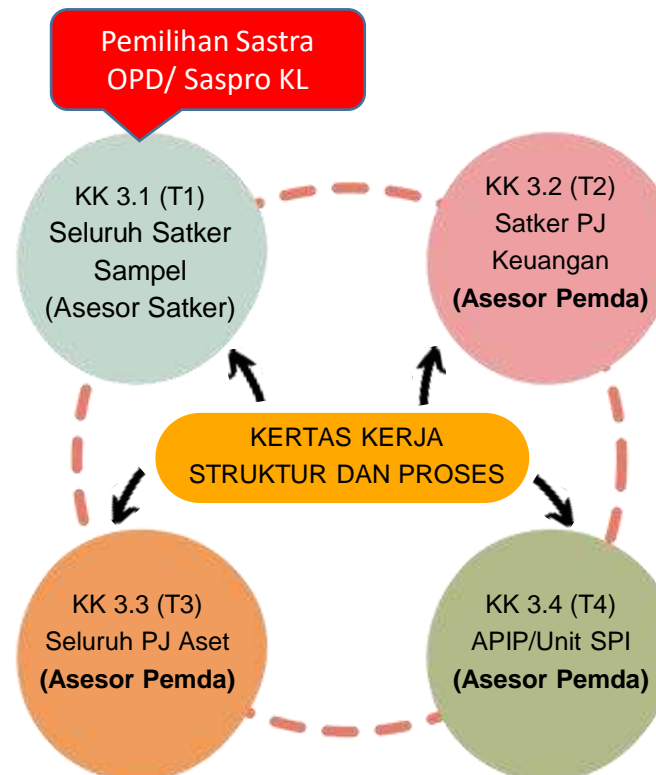 Pemilihan Sastra
OPD/ Saspro KL
KK 3.1 (T1)
Seluruh Satker
Sampel
(Asesor Satker)
KK 3.2 (T2)
Satker PJ
Keuangan
(Asesor Pemda)
KERTAS KERJA
STRUKTUR DAN PROSES
KK 3.3 (T3)
Seluruh PJ Aset
(Asesor Pemda)
KK 3.4 (T4)
APIP/Unit SPI
(Asesor Pemda)